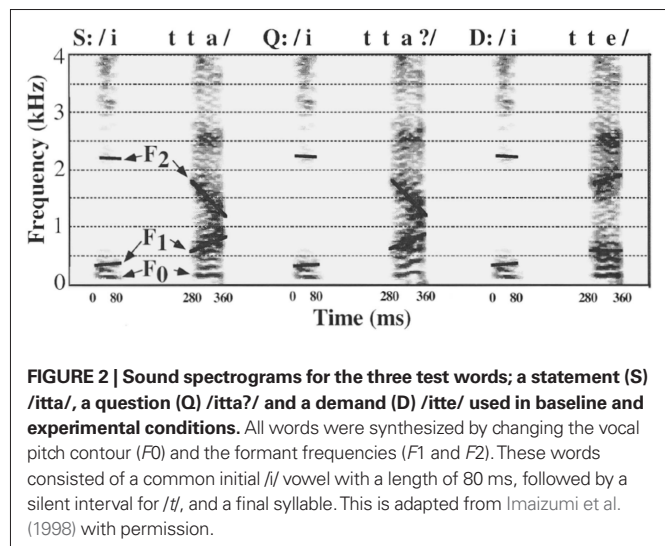 S: /i t t a/ Q: /i t t a?/ D: /i t t e/
Frequency (kHz)
4
3
2
1
0
F2
F1
F0
0 80 280 360 0 80 280 360 0 80 280 360
Time (ms)
FIGURE 2 | Sound spectrograms for the three test words; a statement (S)
/itta/, a question (Q) /itta?/ and a demand (D) /itte/ used in baseline and
experimental conditions. All words were synthesized by changing the vocal
pitch contour (F0) and the formant frequencies (F1 and F2). These words
consisted of a common initial /i/ vowel with a length of 80 ms, followed by a
silent interval for /t/, and a final syllable. This is adapted from Imaizumi et al.
(1998) with permission.